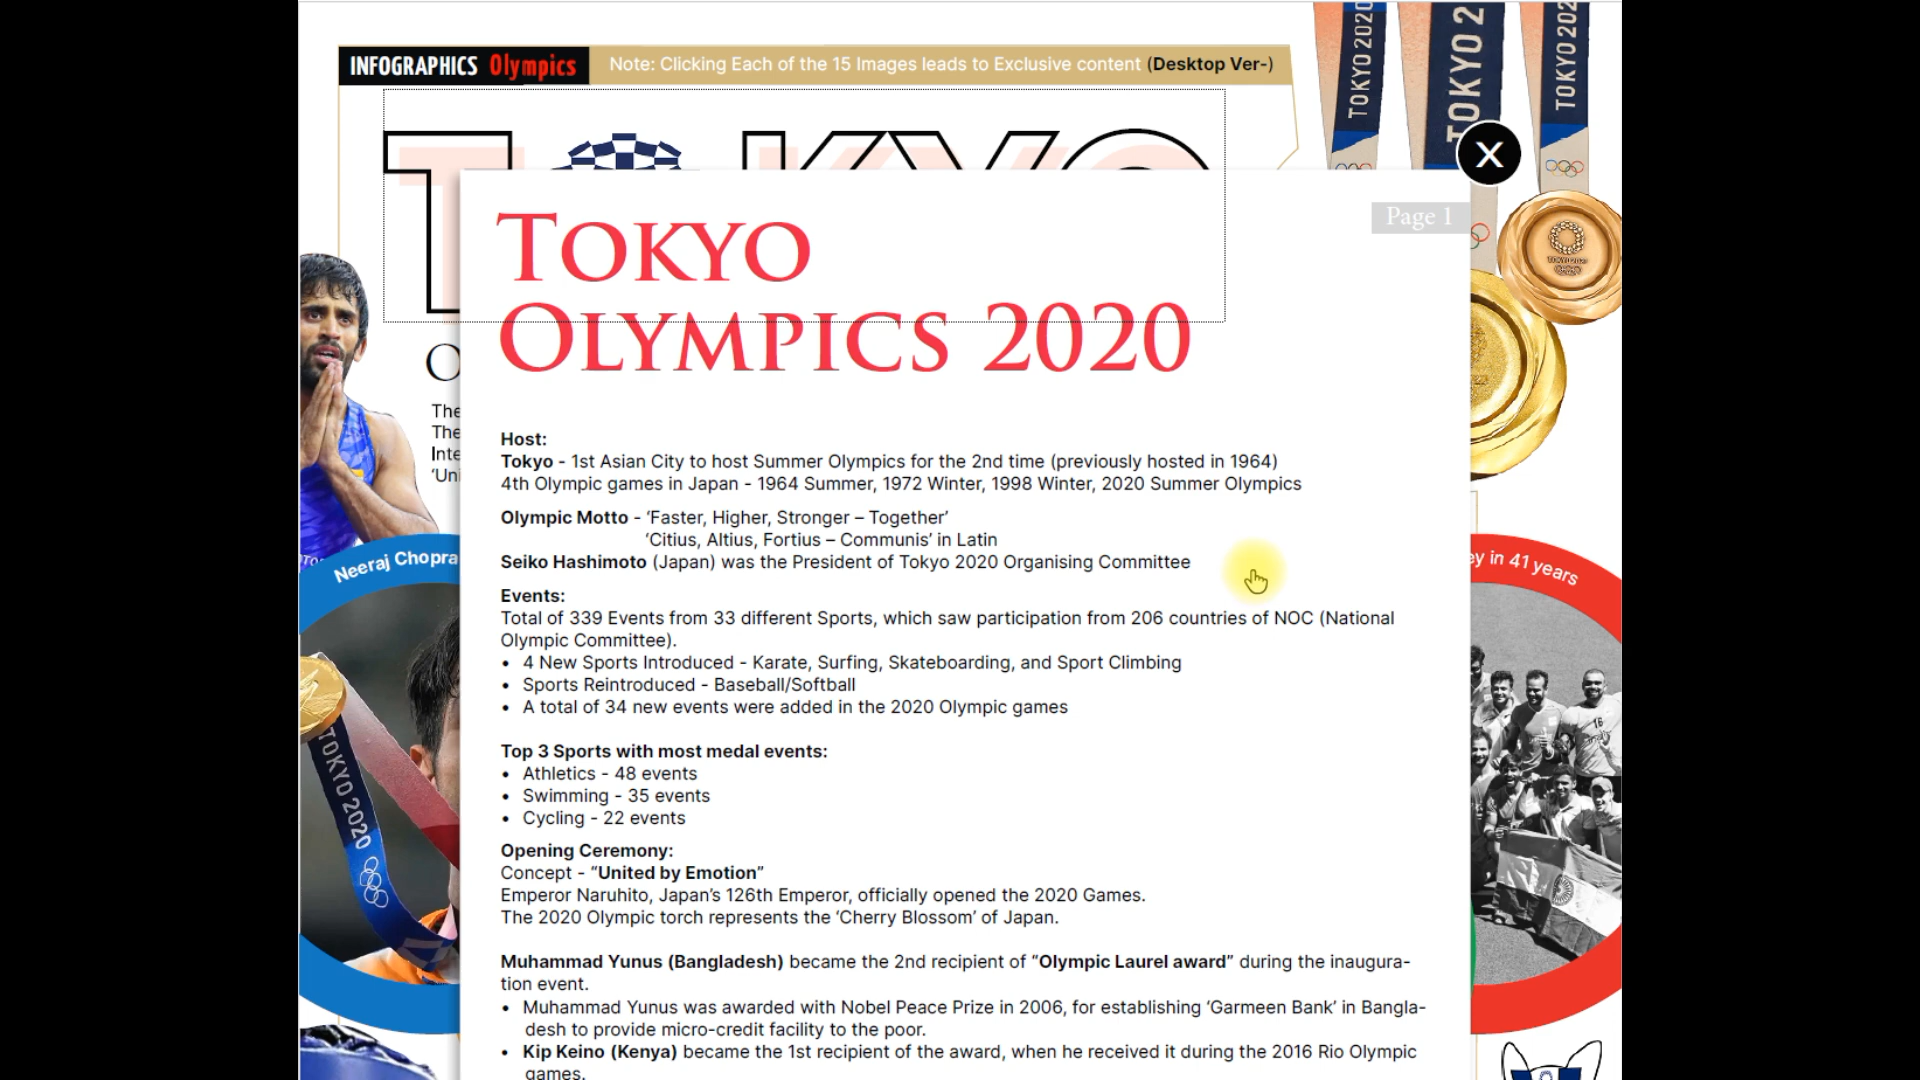 INFOGRAPHICS Olympics
Note: Clicking Each of the 15 Images leads to Exclusive content (Desktop Ver-)
TOKYO 2020
TOKYO 2
TOKYO 202
X
Page 1
TOKYO
OLYMPICS 2020
TOKYO 2020
O
The
The
Inte
‘Uni
Host:
Tokyo - 1st Asian City to host Summer Olympics for the 2nd time (previously hosted in 1964)
4th Olympic games in Japan - 1964 Summer, 1972 Winter, 1998 Winter, 2020 Summer Olympics
Olympic Motto - ‘Faster, Higher, Stronger – Together’
‘Citius, Altius, Fortius – Communis’ in Latin
Seiko Hashimoto (Japan) was the President of Tokyo 2020 Organising Committee
Neeraj Chopra
ey in 41 years
Events:
Total of 339 Events from 33 different Sports, which saw participation from 206 countries of NOC (National
Olympic Committee).
• 4 New Sports Introduced - Karate, Surfing, Skateboarding, and Sport Climbing
• Sports Reintroduced - Baseball/Softball
• A total of 34 new events were added in the 2020 Olympic games
16
TOKYO 2020
Top 3 Sports with most medal events:
• Athletics - 48 events
• Swimming - 35 events
• Cycling - 22 events
Opening Ceremony:
Concept - “United by Emotion”
Emperor Naruhito, Japan’s 126th Emperor, officially opened the 2020 Games.
The 2020 Olympic torch represents the ‘Cherry Blossom’ of Japan.
Muhammad Yunus (Bangladesh) became the 2nd recipient of “Olympic Laurel award” during the inaugura-
tion event.
• Muhammad Yunus was awarded with Nobel Peace Prize in 2006, for establishing ‘Garmeen Bank’ in Bangla-
desh to provide micro-credit facility to the poor.
• Kip Keino (Kenya) became the 1st recipient of the award, when he received it during the 2016 Rio Olympic
games.